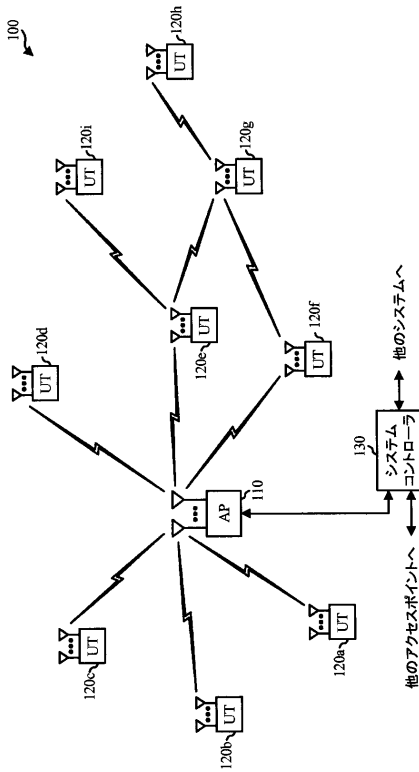 100
120h
UT
120i
UT
120g
UT
120d
UT
120e
UT
120f
UT
110
AP
120c
UT
120b
UT
120a
UT
130
システム
コントローラ
他のシステムへ
他のアクセスポイントへ